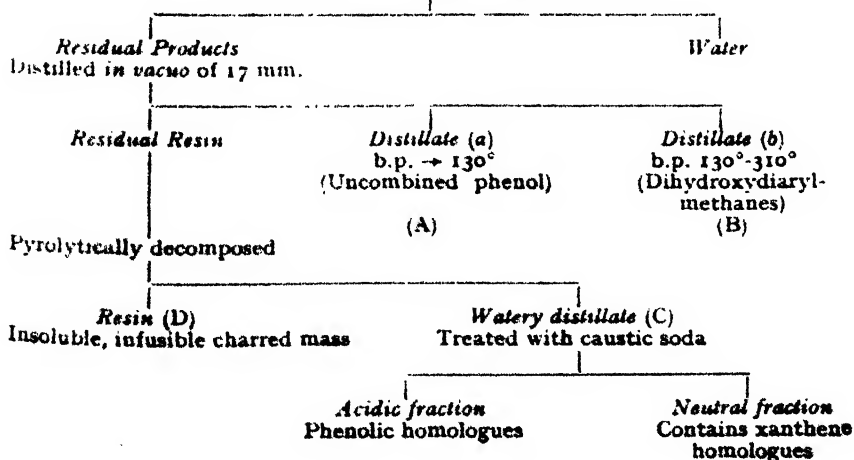 Residual Products
Distilled in vacuo of 17 mm.
Water
Residual Resin
Distillate (a)
b.p. → 130°
(Uncombined phenol)
(A)
Distillate (b)
b.p. 130°-310°
(Dihydroxydiaryl-
methanes)
(B)
Pyrolytically decomposed
Resin (D)
Insoluble, infusible charred mass
Watery distillate (C)
Treated with caustic soda
Acidic fraction
Phenolic homologues
Neutral fraction
Contains xanthene
homologues